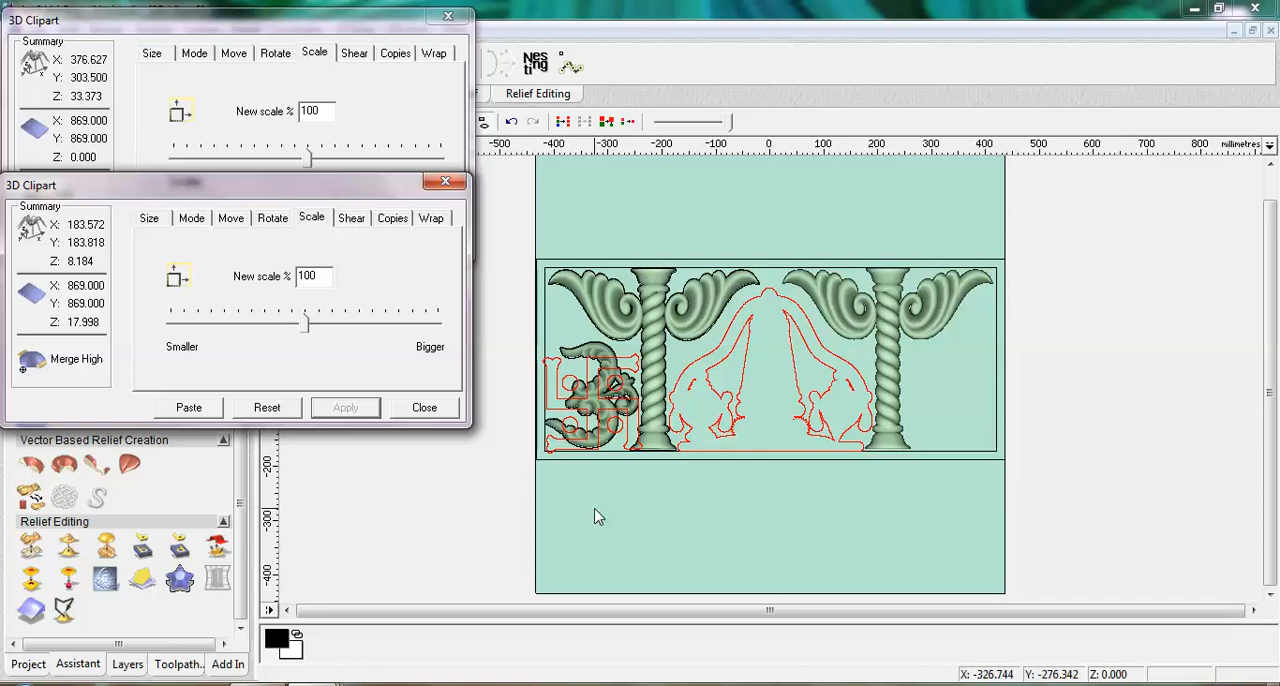 3D Clipart
Summary
X: 376.627
Y: 303.500
Z: 33.373
X: 869.000
Y: 869.000
Z: 0.000
Size Mode Move Rotate Scale Shear Copies Wrap
New scale % 100
3D Clipart
Summary
X: 183.572
Y: 183.818
Z: 8.184
X: 869.000
Y: 869.000
Z: 17.998
Merge High
Size Mode Move Rotate Scale Shear Copies Wrap
New scale % 100
Smaller Bigger
Paste Reset Apply Close
Nes
ting
Relief Editing
-500 -400 -300 -200 -100 0 100 200 300 400 500 600 700 800 millimetres
-200
-300
-400
Vector Based Relief Creation
Relief Editing
Project Assistant Layers Toolpath.. Add In
X: -326.744 Y: -276.342 Z: 0.000